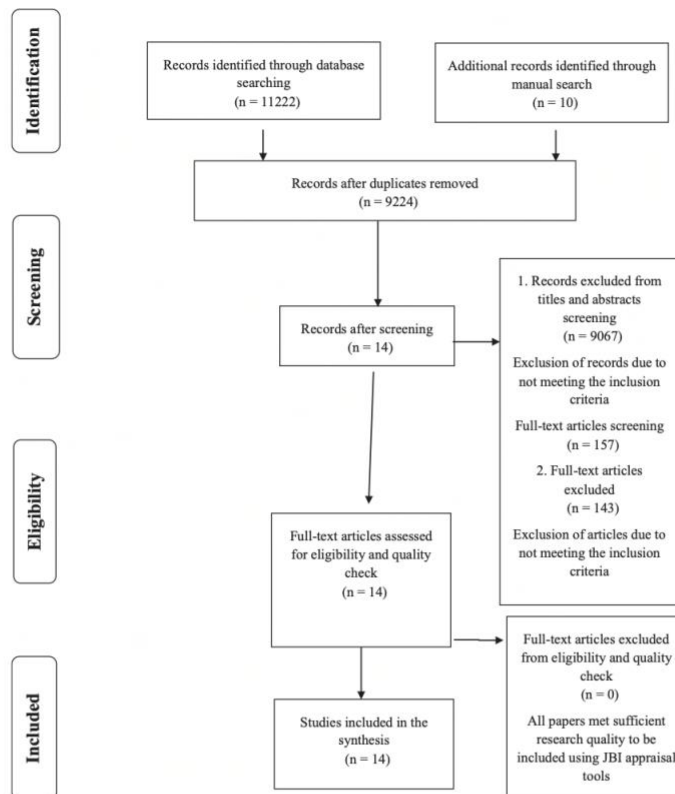 Identification
Records identified through database
searching
(n = 11222)
Additional records identified through
manual search
(n = 10)
Records after duplicates removed
(n = 9224)
Screening
Records after screening
(n = 14)
1. Records excluded from
titles and abstracts
screening
(n = 9067)
Exclusion of records due to
not meeting the inclusion
criteria
Full-text articles screening
(n = 157)
2. Full-text articles
excluded
(n = 143)
Exclusion of articles due to
not meeting the inclusion
criteria
Eligibility
Full-text articles assessed
for eligibility and quality
check
(n = 14)
Full-text articles excluded
from eligibility and quality
check
(n = 0)
All papers met sufficient
research quality to be
included using JBI appraisal
tools
Included
Studies included in the
synthesis
(n = 14)